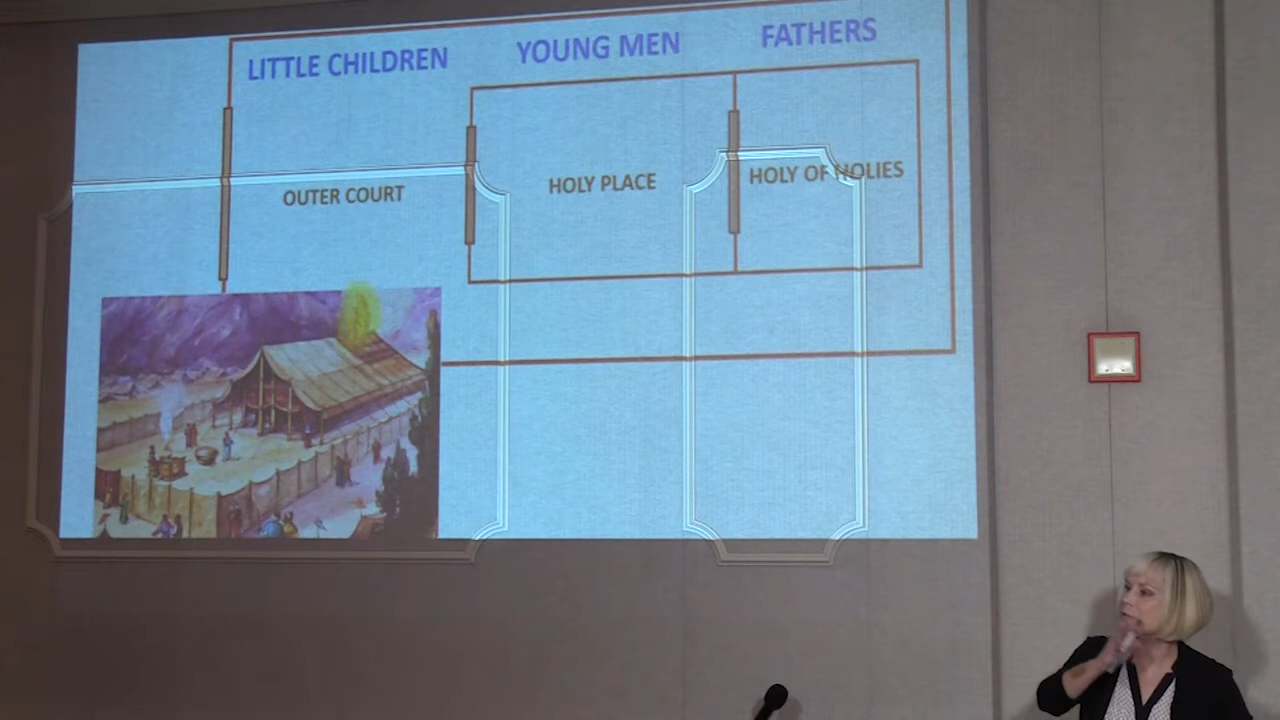 LITTLE CHILDREN
YOUNG MEN
FATHERS
OUTER COURT
HOLY PLACE
HOLY OF HOLIES